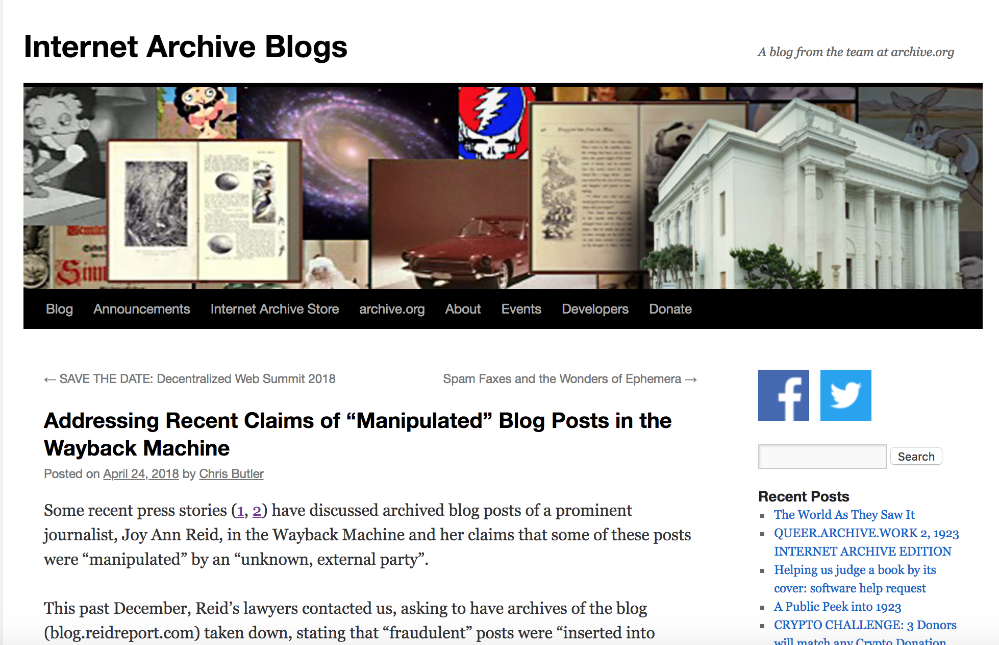 Internet Archive Blogs
A blog from the team at archive.org
Blog Announcements Internet Archive Store archive.org About Events Developers Donate
← SAVE THE DATE: Decentralized Web Summit 2018
Spam Faxes and the Wonders of Ephemera →
Addressing Recent Claims of “Manipulated” Blog Posts in the
Wayback Machine
Posted on April 24, 2018 by Chris Butler
Some recent press stories (1, 2) have discussed archived blog posts of a prominent
journalist, Joy Ann Reid, in the Wayback Machine and her claims that some of these posts
were “manipulated” by an “unknown, external party”.
This past December, Reid’s lawyers contacted us, asking to have archives of the blog
(blog.reidreport.com) taken down, stating that “fraudulent” posts were “inserted into
Search
Recent Posts
The World As They Saw It
QUEER.ARCHIVE.WORK 2, 1923
INTERNET ARCHIVE EDITION
Helping us judge a book by its
cover: software help request
A Public Peek into 1923
CRYPTO CHALLENGE: 3 Donors
will match any Crypto Donation